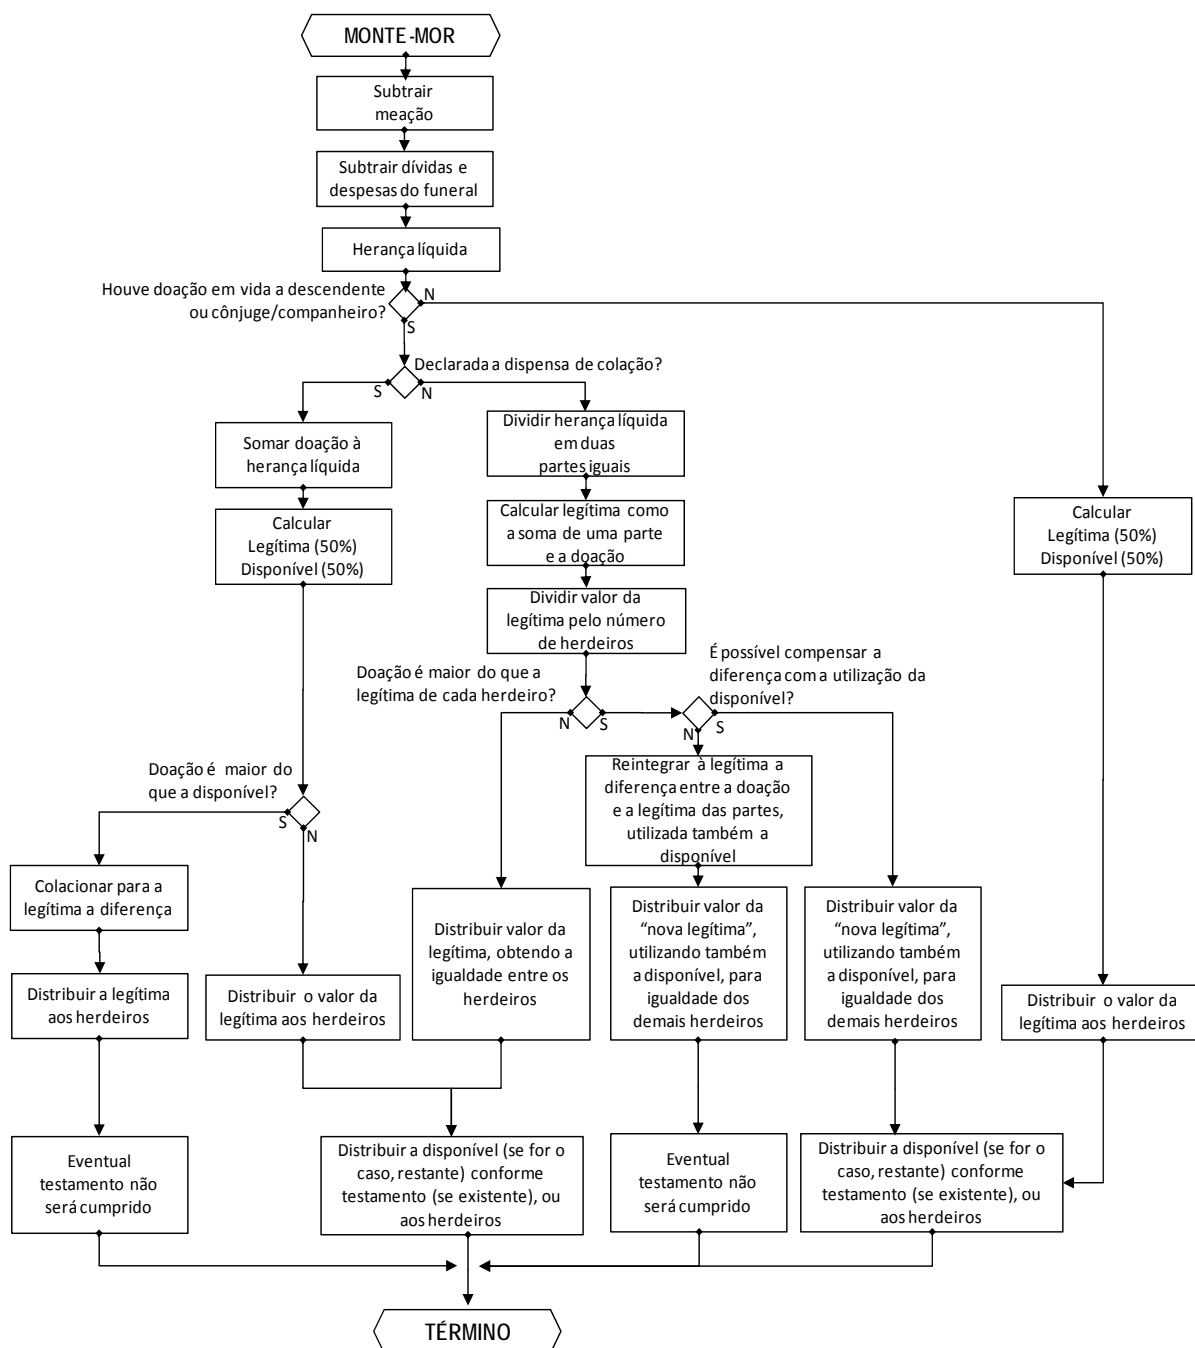 MONTE-MOR
Subtrair
meação
Subtrair dívidas e
despesas do funeral
Herança líquida
Houve doação em vida a descendente
ou cônjuge/companheiro?
N
S
Declarada a dispensa de colação?
S
N
Somar doação à
herança líquida
Calcular
Legítima (50%)
Disponível (50%)
Dividir herança líquida
em duas
partes iguais
Calcular legítima como
a soma de uma parte
e a doação
Dividir valor da
legítima pelo número
de herdeiros
Calcular
Legítima (50%)
Disponível (50%)
Doação é maior do que a
legítima de cada herdeiro?
N
S
É possível compensar a
diferença com a utilização da
disponível?
N
S
Reintegrar à legítima a
diferença entre a doação
e a legítima das partes,
utilizada também a
disponível
Doação é maior do
que a disponível?
S
N
Colacionar para a
legítima a diferença
Distribuir a legítima
aos herdeiros
Distribuir o valor da
legítima aos herdeiros
Distribuir valor da
legítima, obtendo a
igualdade entre os
herdeiros
Distribuir valor da
“nova legítima”,
utilizando também
a disponível, para
igualdade dos
demais herdeiros
Distribuir valor da
“nova legítima”,
utilizando também
a disponível, para
igualdade dos
demais herdeiros
Distribuir o valor da
legítima aos herdeiros
Eventual
testamento não
será cumprido
Distribuir a disponível (se for o
caso, restante) conforme
testamento (se existente), ou
aos herdeiros
Eventual
testamento não
será cumprido
Distribuir a disponível (se for o
caso, restante) conforme
testamento (se existente), ou
aos herdeiros
TÉRMINO